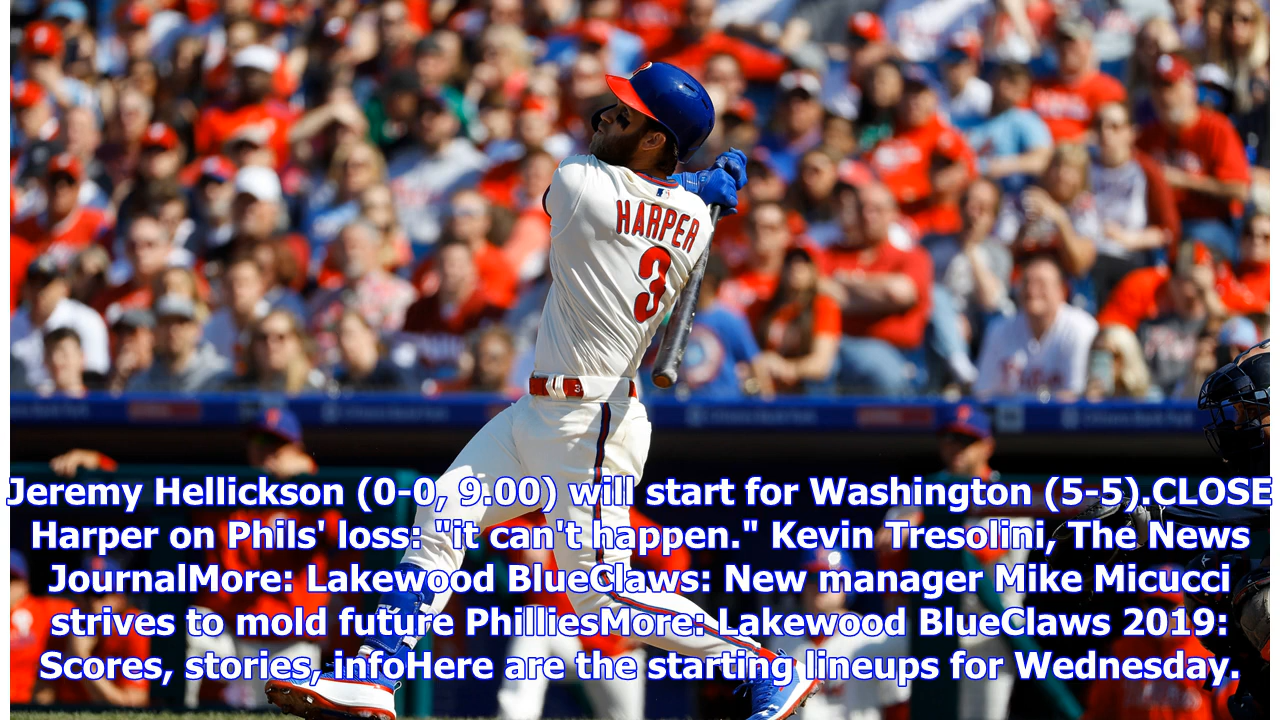 HARPER
3
Jeremy Hellickson (0-0, 9.00) will start for Washington (5-5).CLOSE
Harper on Phils' loss: "it can't happen." Kevin Tresolini, The News
JournalMore: Lakewood BlueClaws: New manager Mike Micucci
strives to mold future PhilliesMore: Lakewood BlueClaws 2019:
Scores, stories, infoHere are the starting lineups for Wednesday.